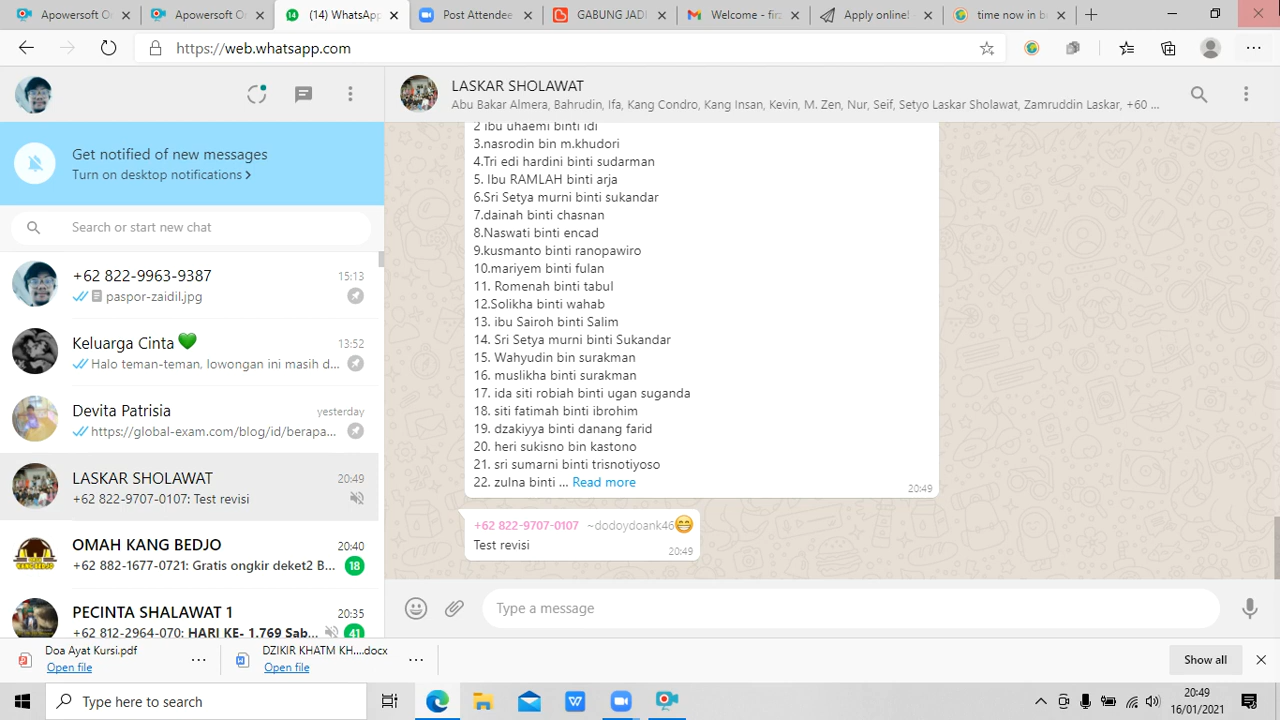 Apowersoft On
Apowersoft On
(14) WhatsApp
Post Attendee
GABUNG JADI
Welcome - fir
Apply online!
time now in b
https://web.whatsapp.com
LASKAR SHOLAWAT
Abu Bakar Almera, Bahrudin, Ifa, Kang Condro, Kang Insan, Kevin, M. Zen, Nur, Seif, Setyo Laskar Sholawat, Zamruddin Laskar, +60 ...
Get notified of new messages
Turn on desktop notifications >
Search or start new chat
+62 822-9963-9387
15:13
paspor-zaidil.jpg
Keluarga Cinta 💚
13:52
Halo teman-teman, lowongan ini masih d...
Devita Patrisia
yesterday
https://global-exam.com/blog/id/berapa...
LASKAR SHOLAWAT
20:49
+62 822-9707-0107: Test revisi
OMAH KANG BEDJO
20:40
+62 882-1677-0721: Gratis ongkir deket2 B...
18
PECINTA SHALAWAT 1
20:35
+62 812-2964-070: HARI KE- 1.769 Sab...
41
2 ibu uhaemi binti idi
3.nasrodin bin m.khudori
4.Tri edi hardini binti sudarman
5. Ibu RAMLAH binti arja
6.Sri Setya murni binti sukandar
7.dainah binti chasnan
8.Naswati binti encad
9.kusmanto binti ranopawiro
10.mariyem binti fulan
11. Romenah binti tabul
12.Solikha binti wahab
13. ibu Sairoh binti Salim
14. Sri Setya murni binti Sukandar
15. Wahyudin bin surakman
16. muslikha binti surakman
17. ida siti robiah binti ugan suganda
18. siti fatimah binti ibrohim
19. dzakiyya binti danang farid
20. heri sukisno bin kastono
21. sri sumarni binti trisnotiyoso
22. zulna binti ... Read more
20:49
+62 822-9707-0107 ~dodoydoank46😁
Test revisi
20:49
Type a message
Doa Ayat Kursi.pdf
Open file
DZIKIR KHATM KH....docx
Open file
Show all
Type here to search
20:49
16/01/2021